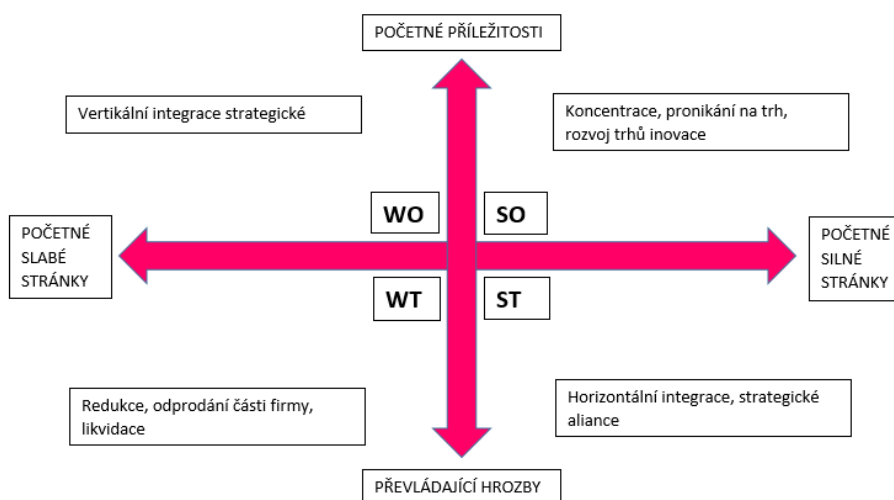 POČETNÉ PŘÍLEŽITOSTI
Vertikální integrace strategické
Koncentrace, pronikání na trh,
rozvoj trhů inovace
WO
SO
POČETNÉ
SLABÉ
STRÁNKY
POČETNÉ
SILNÉ
STRÁNKY
WT
ST
Redukce, odprodání části firmy,
likvidace
Horizontální integrace, strategické
aliance
PŘEVLÁDAJÍCÍ HROZBY